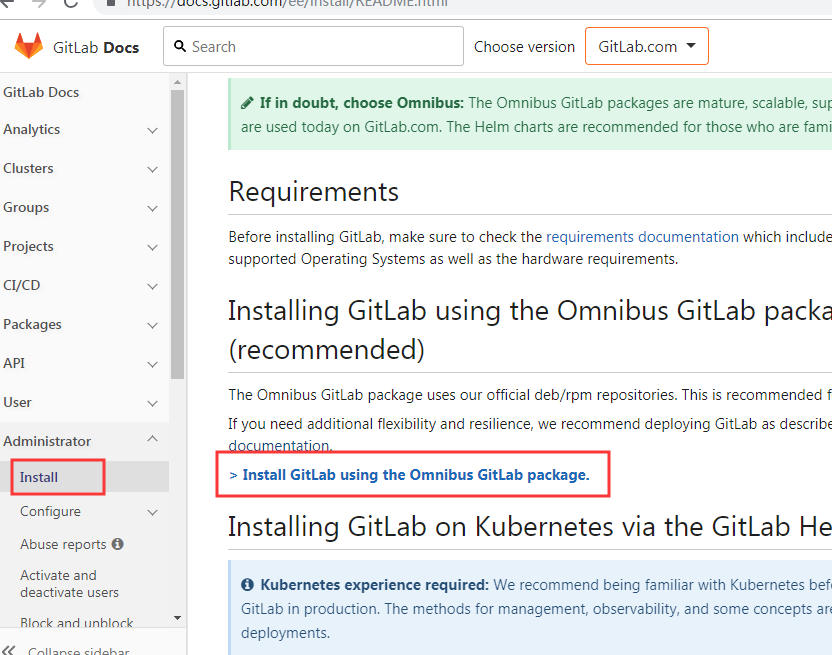 https://docs.gitlab.com/ee/install/README.html
GitLab Docs
Search
Choose version
GitLab.com
GitLab Docs
Analytics
Clusters
Groups
Projects
CI/CD
Packages
API
User
Administrator
Install
Configure
Abuse reports
Activate and
deactivate users
Block and unblock
Collapse sidebar
If in doubt, choose Omnibus: The Omnibus GitLab packages are mature, scalable, sup
are used today on GitLab.com. The Helm charts are recommended for those who are fami
Requirements
Before installing GitLab, make sure to check the requirements documentation which include
supported Operating Systems as well as the hardware requirements.
Installing GitLab using the Omnibus GitLab packa
(recommended)
The Omnibus GitLab package uses our official deb/rpm repositories. This is recommended f
If you need additional flexibility and resilience, we recommend deploying GitLab as describe
documentation.
> Install GitLab using the Omnibus GitLab package.
Installing GitLab on Kubernetes via the GitLab He
Kubernetes experience required: We recommend being familiar with Kubernetes befo
GitLab in production. The methods for management, observability, and some concepts are
deployments.